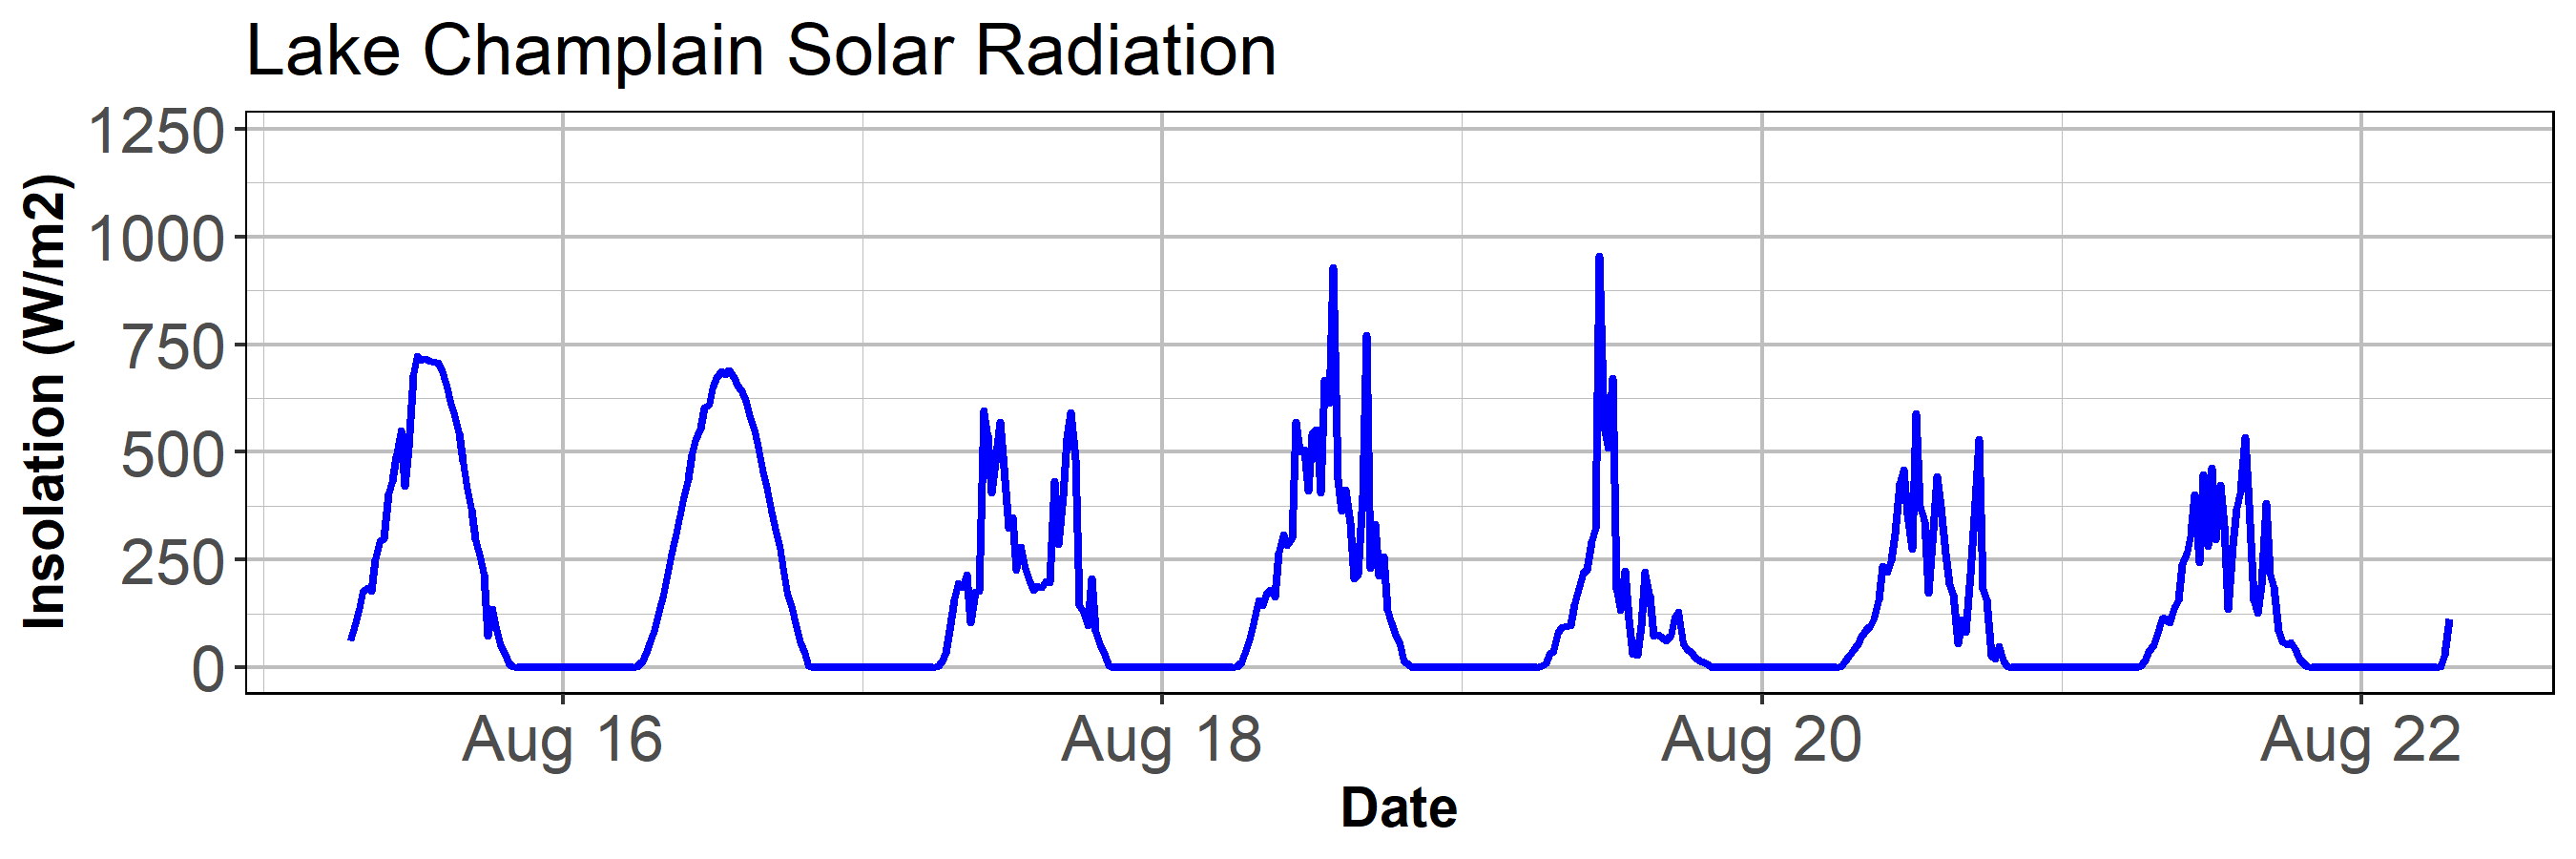 Lake Champlain Solar Radiation
Insolation (W/m2)
1250
1000
750
500
250
0
Aug 16 Aug 18 Aug 20 Aug 22
Date